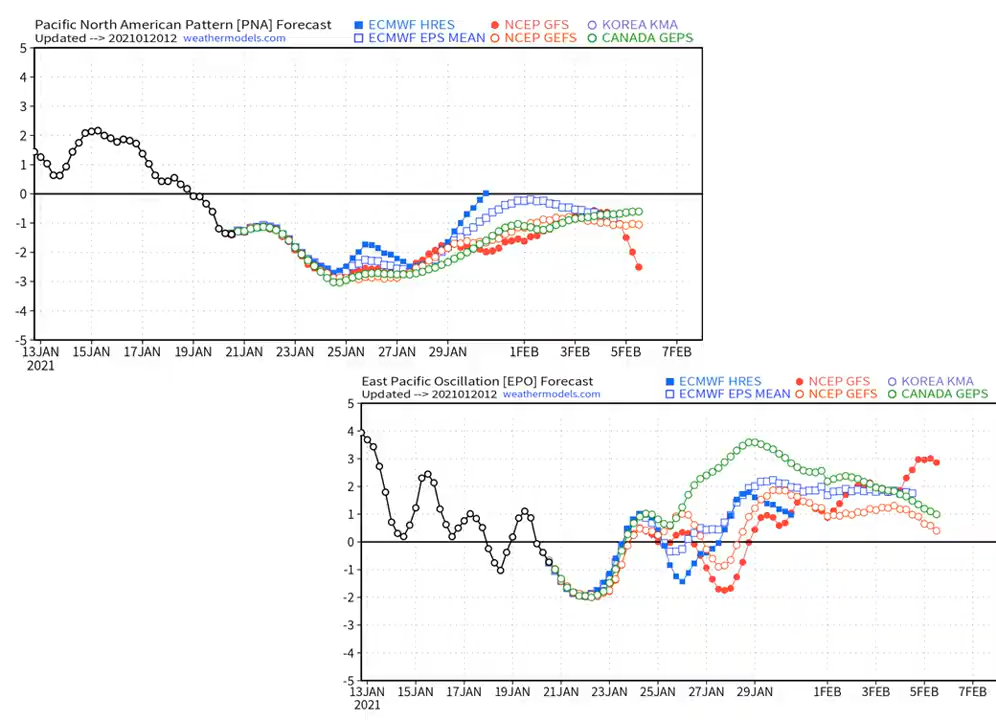 Pacific North American Pattern [PNA] Forecast
ECMWF HRES NCEP GFS KOREA KMA
Updated --> 2021012012 weathermodels.com
ECMWF EPS MEAN NCEP GEFS CANADA GEPS
5
4
3
2
1
0
-1
-2
-3
-4
-5
13JAN 15JAN 17JAN 19JAN 21JAN 23JAN 25JAN 27JAN 29JAN 1FEB 3FEB 5FEB 7FEB
2021
East Pacific Oscillation [EPO] Forecast
ECMWF HRES NCEP GFS KOREA KMA
Updated --> 2021012012 weathermodels.com
ECMWF EPS MEAN NCEP GEFS CANADA GEPS
5
4
3
2
1
0
-1
-2
-3
-4
-5
13JAN 15JAN 17JAN 19JAN 21JAN 23JAN 25JAN 27JAN 29JAN 1FEB 3FEB 5FEB 7FEB
2021